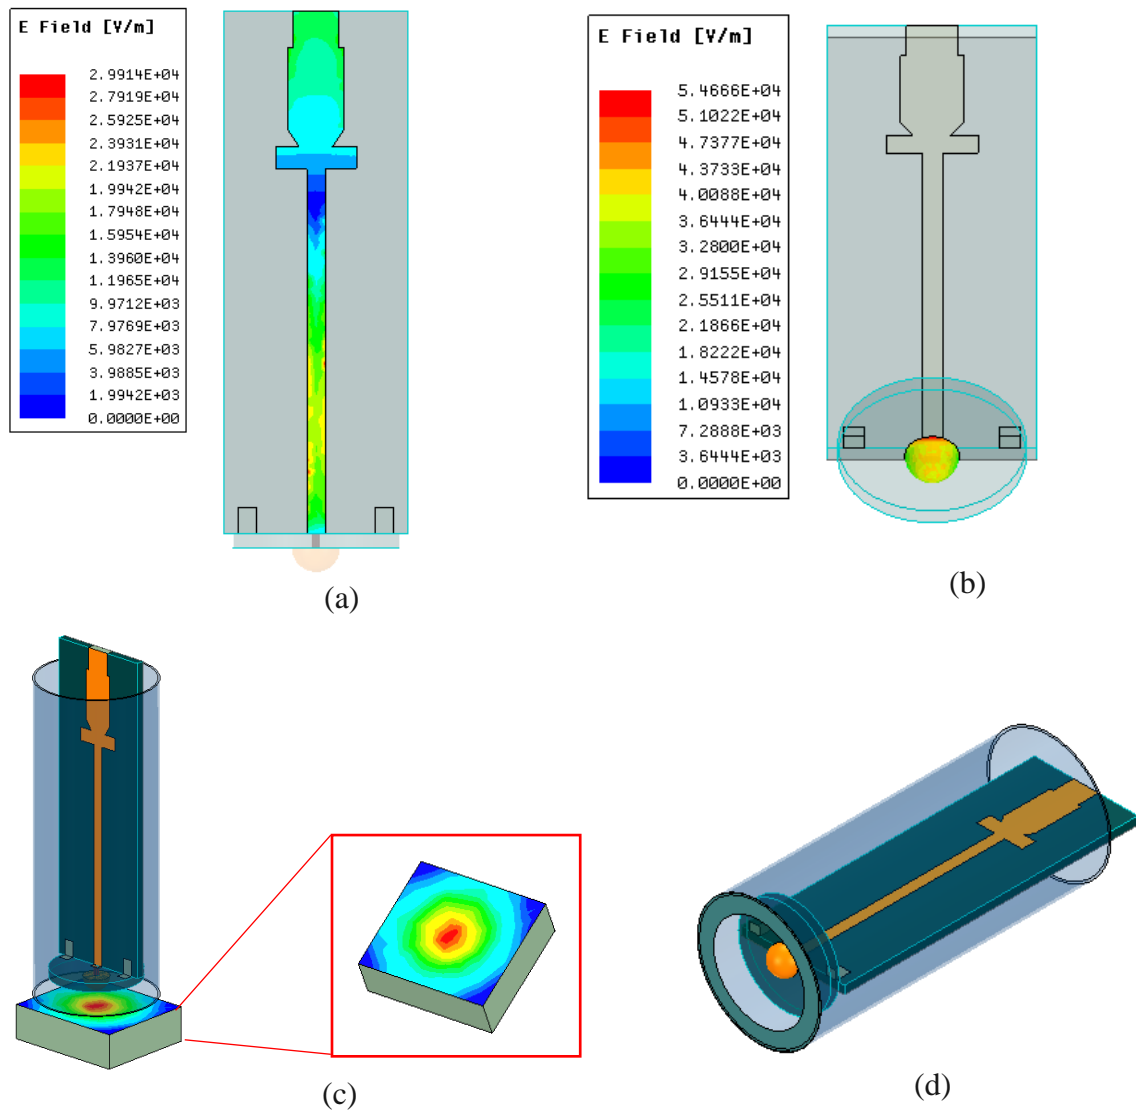 E Field [V/m]
2.9914E+04
2.7919E+04
2.5925E+04
2.3931E+04
2.1937E+04
1.9942E+04
1.7948E+04
1.5954E+04
1.3960E+04
1.1965E+04
9.9712E+03
7.9769E+03
5.9827E+03
3.9885E+03
1.9942E+03
0.0000E+00
(a)
E Field [V/m]
5.4666E+04
5.1022E+04
4.7377E+04
4.3733E+04
4.0088E+04
3.6444E+04
3.2800E+04
2.9155E+04
2.5511E+04
2.1866E+04
1.8222E+04
1.4578E+04
1.0933E+04
7.2888E+03
3.6444E+03
0.0000E+00
(b)
(c)
(d)